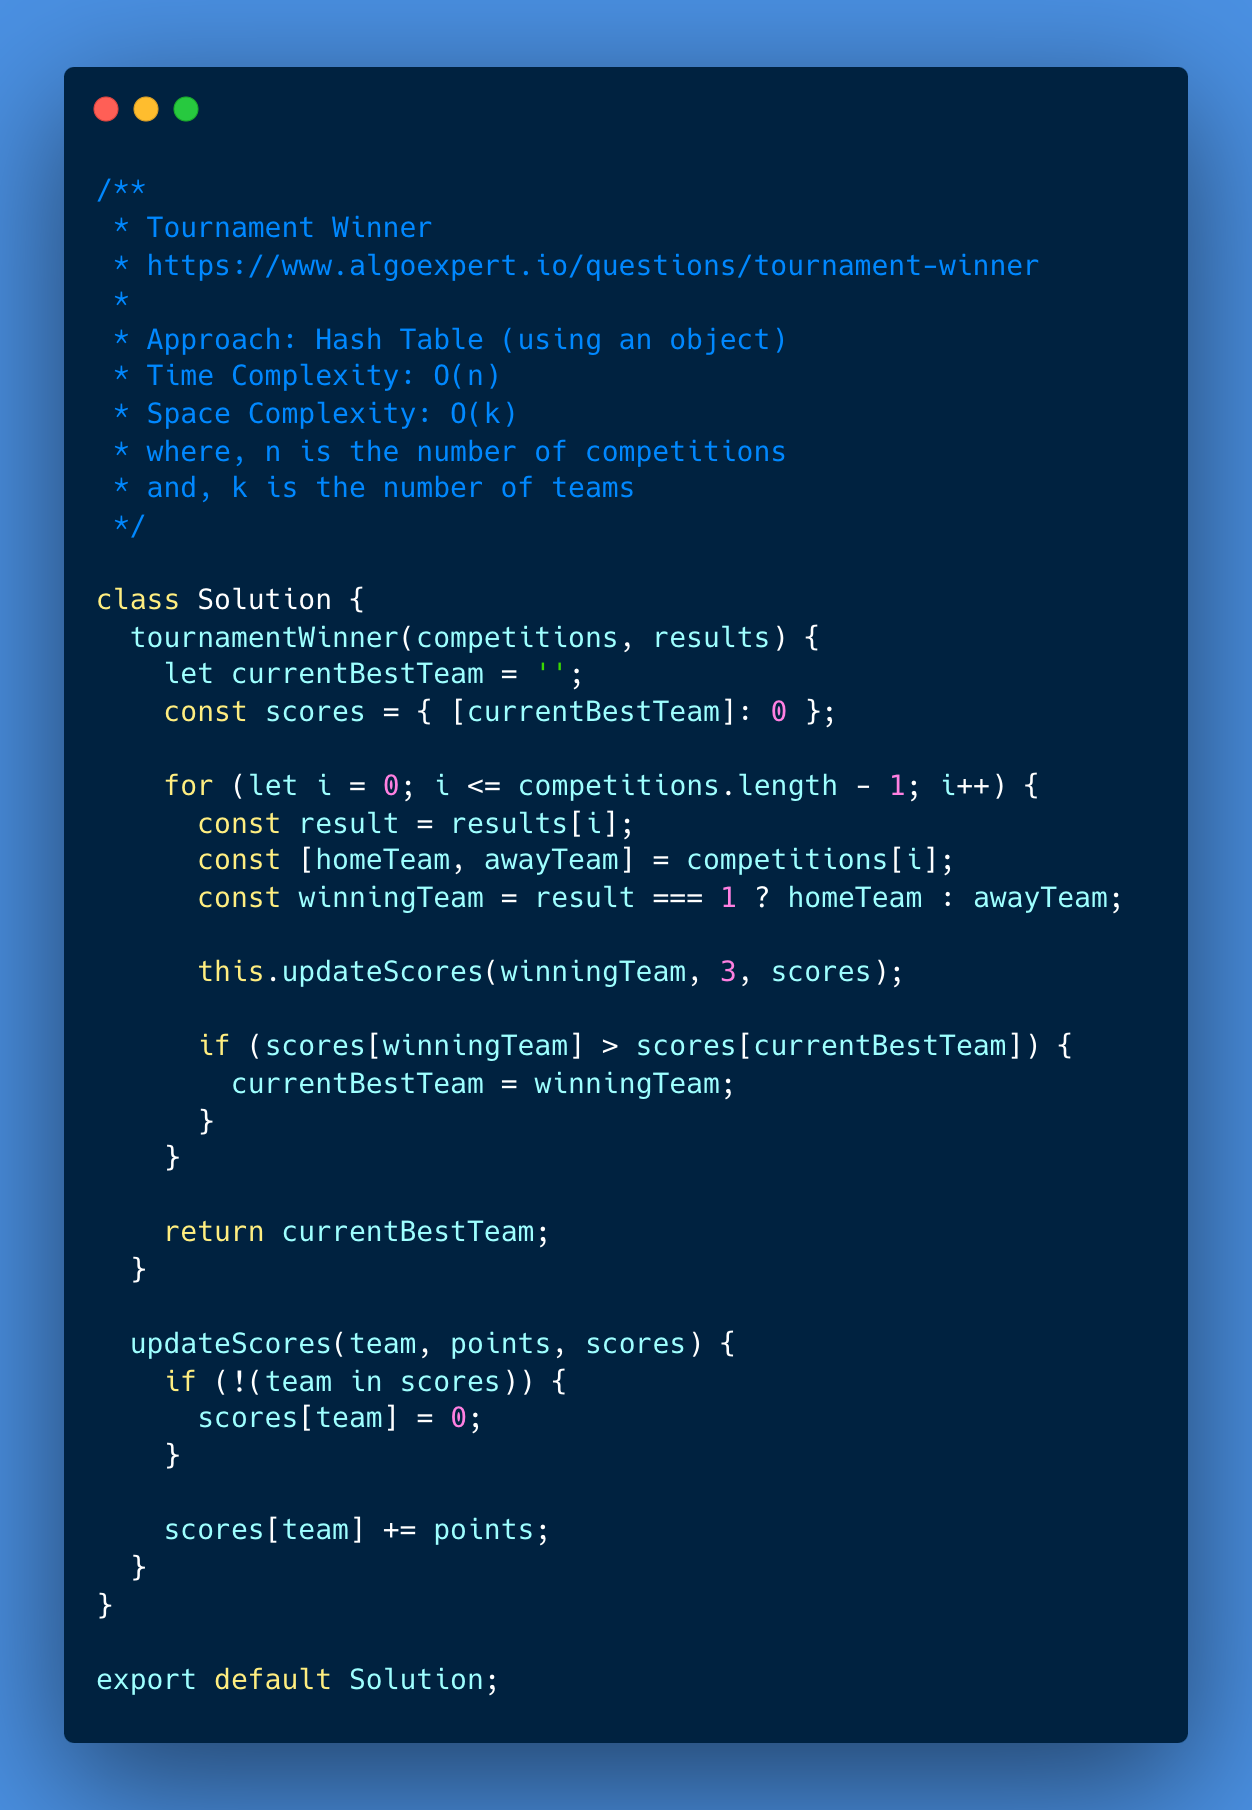 /**
 * Tournament Winner
 * https://www.algoexpert.io/questions/tournament-winner
 *
 * Approach: Hash Table (using an object)
 * Time Complexity: O(n)
 * Space Complexity: O(k)
 * where, n is the number of competitions
 * and, k is the number of teams
 */

class Solution {
  tournamentWinner(competitions, results) {
    let currentBestTeam = '';
    const scores = { [currentBestTeam]: 0 };

    for (let i = 0; i <= competitions.length - 1; i++) {
      const result = results[i];
      const [homeTeam, awayTeam] = competitions[i];
      const winningTeam = result === 1 ? homeTeam : awayTeam;

      this.updateScores(winningTeam, 3, scores);

      if (scores[winningTeam] > scores[currentBestTeam]) {
        currentBestTeam = winningTeam;
      }
    }

    return currentBestTeam;
  }

  updateScores(team, points, scores) {
    if (!(team in scores)) {
      scores[team] = 0;
    }

    scores[team] += points;
  }
}

export default Solution;